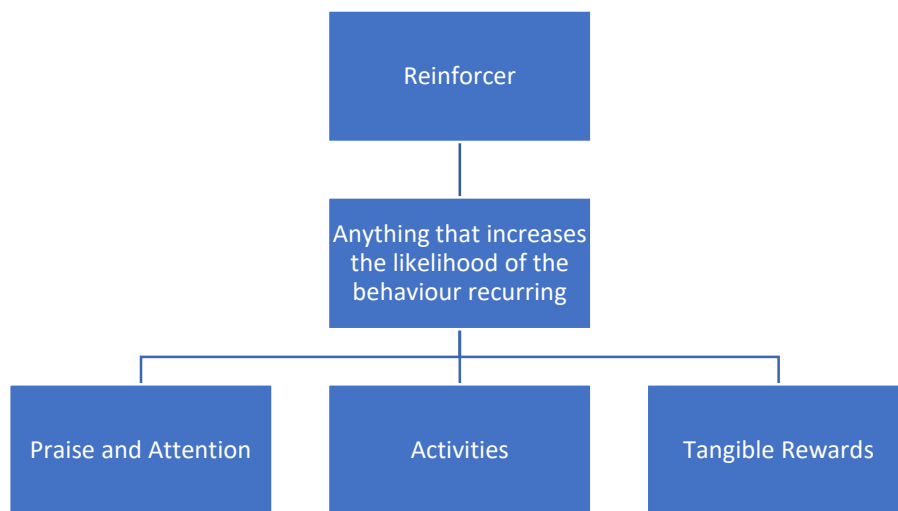 Reinforcer
Anything that increases
the likelihood of the
behaviour recurring
Praise and Attention
Activities
Tangible Rewards